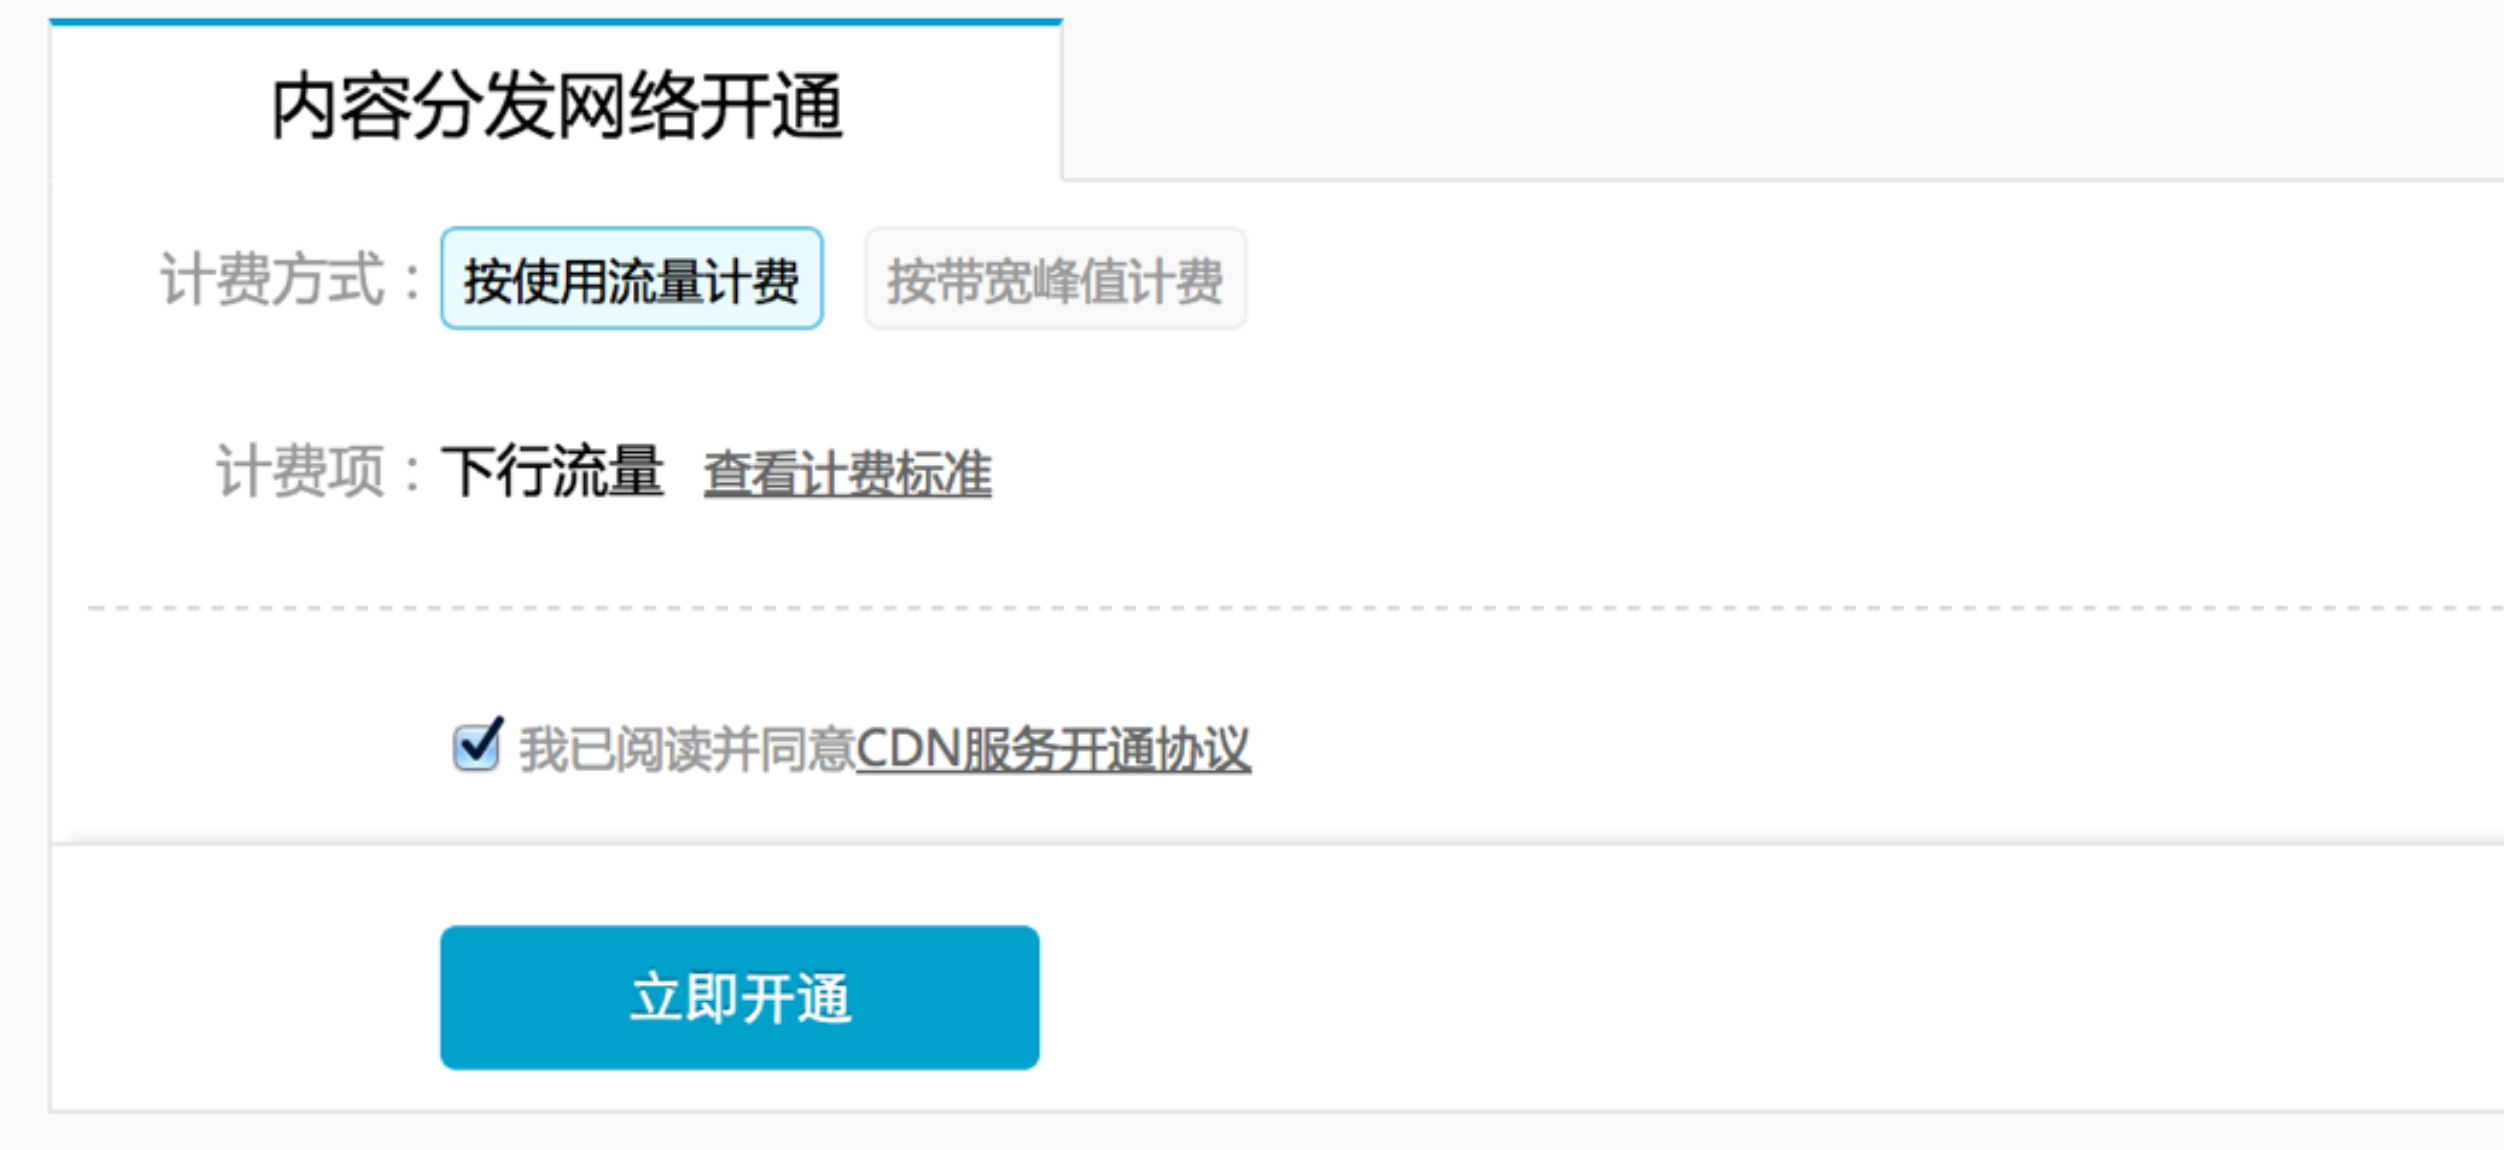 内容分发网络开通
计费方式：按使用流量计费 按带宽峰值计费
计费项：下行流量 查看计费标准
我已阅读并同意CDN服务开通协议
立即开通